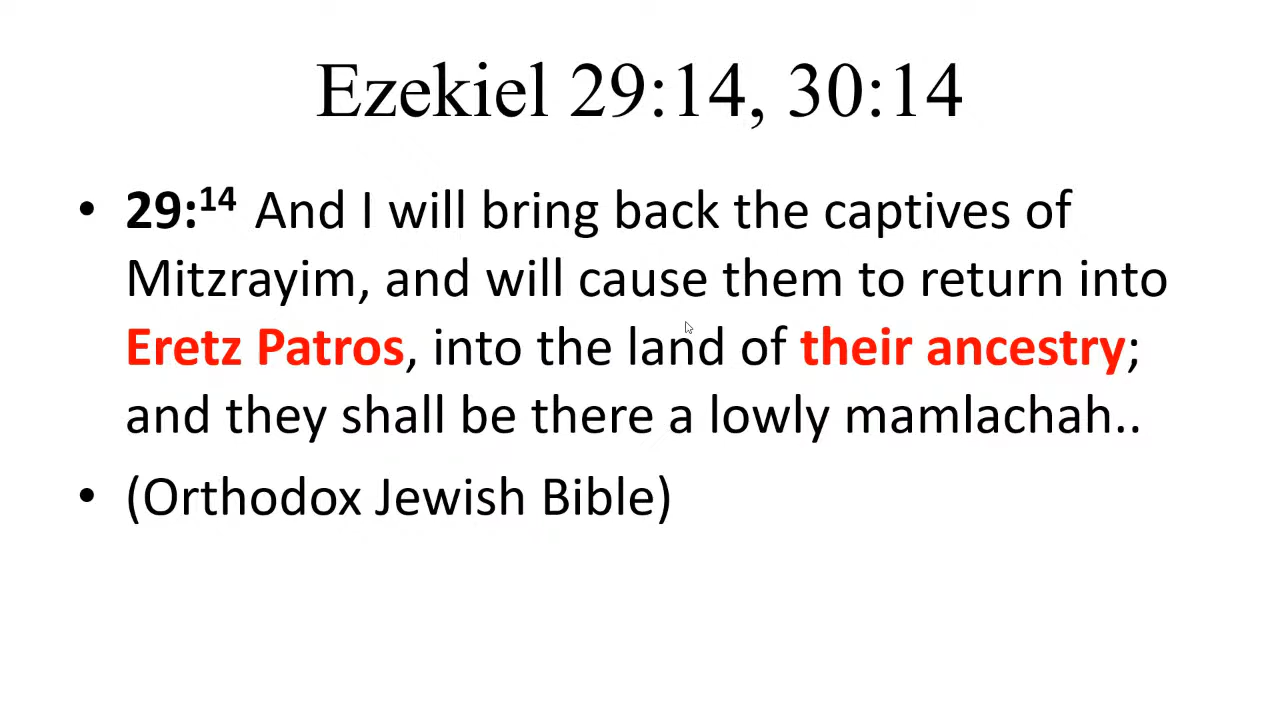 Ezekiel 29:14, 30:14
• 29:14 And I will bring back the captives of
Mitzrayim, and will cause them to return into
Eretz Patros, into the land of their ancestry;
and they shall be there a lowly mamlachah..
• (Orthodox Jewish Bible)